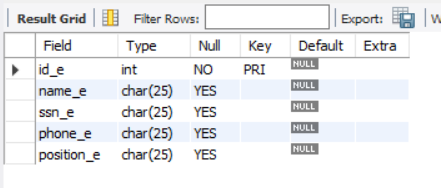 Result Grid Filter Rows: Export: W
Field Type Null Key Default Extra
id_e int NO PRI NULL
name_e char(25) YES NULL
ssn_e char(25) YES NULL
phone_e char(25) YES NULL
position_e char(25) YES NULL